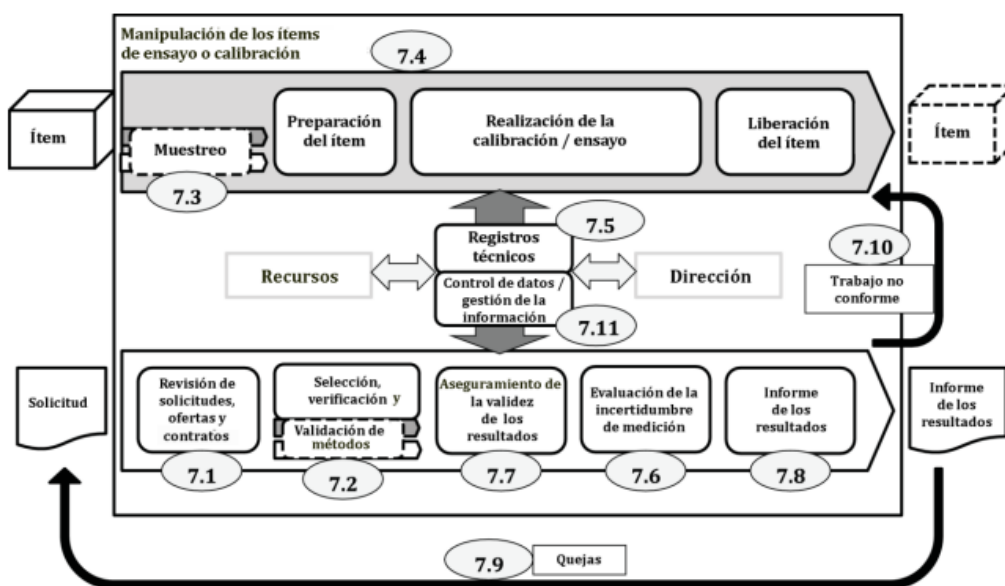 Manipulación de los ítems
de ensayo o calibración
7.4
Ítem
Muestreo
7.3
Preparación
del ítem
Realización de la
calibración / ensayo
Liberación
del ítem
Ítem
7.5
Registros
técnicos
Recursos
Dirección
Control de datos /
gestión de la
información
7.11
7.10
Trabajo no
conforme
Solicitud
Revisión de
solicitudes,
ofertas y
contratos
7.1
Selección,
verificación y
Validación de
métodos
7.2
Aseguramiento de
la validez
de los
resultados
7.7
Evaluación de la
incertidumbre
de medición
7.6
Informe
de los
resultados
7.8
Informe
de los
resultados
7.9
Quejas